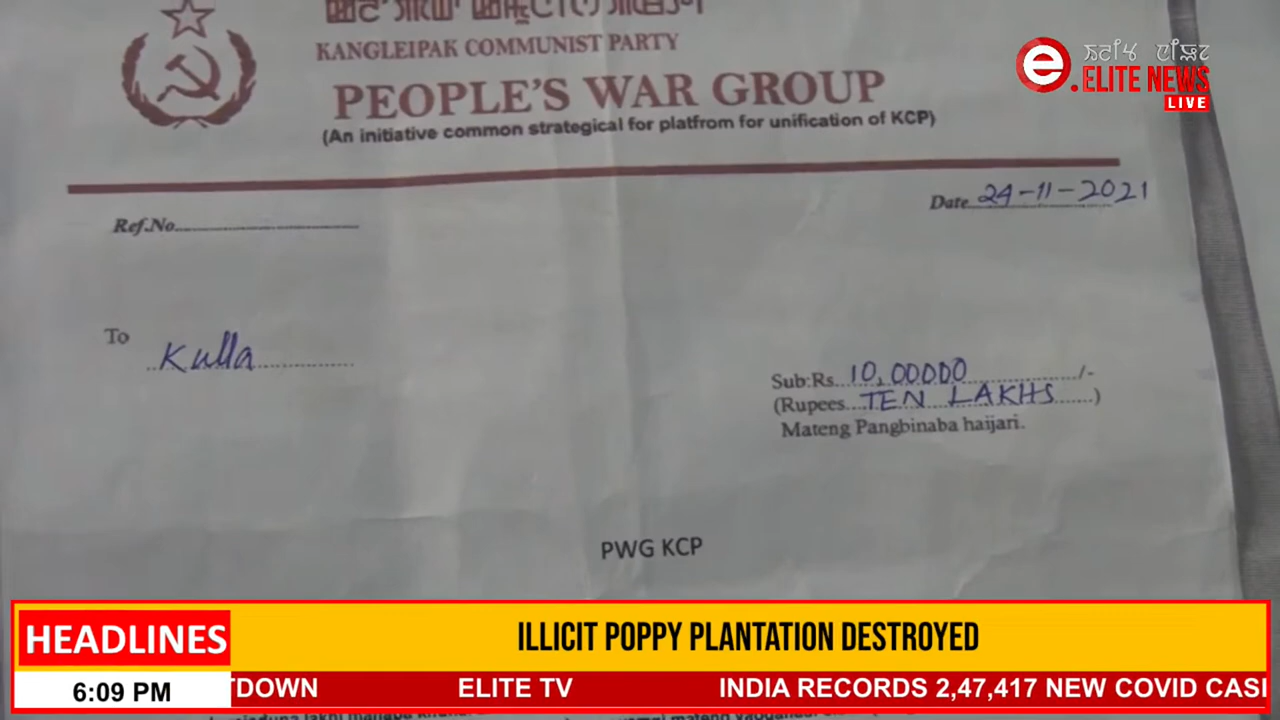 KANGLEIPAK COMMUNIST PARTY
PEOPLE'S WAR GROUP
(An initiative common strategical for platfrom for unification of KCP)
e. ELITE NEWS
LIVE
Date 24-11-2021
Ref.No
To Kulla
Sub:Rs. 10,00000 /-
(Rupees TEN LAKHS )
Mateng Pangbinaba haijari.
PWG KCP
HEADLINES
ILLICIT POPPY PLANTATION DESTROYED
6:09 PM
TDOWN ELITE TV INDIA RECORDS 2,47,417 NEW COVID CASI